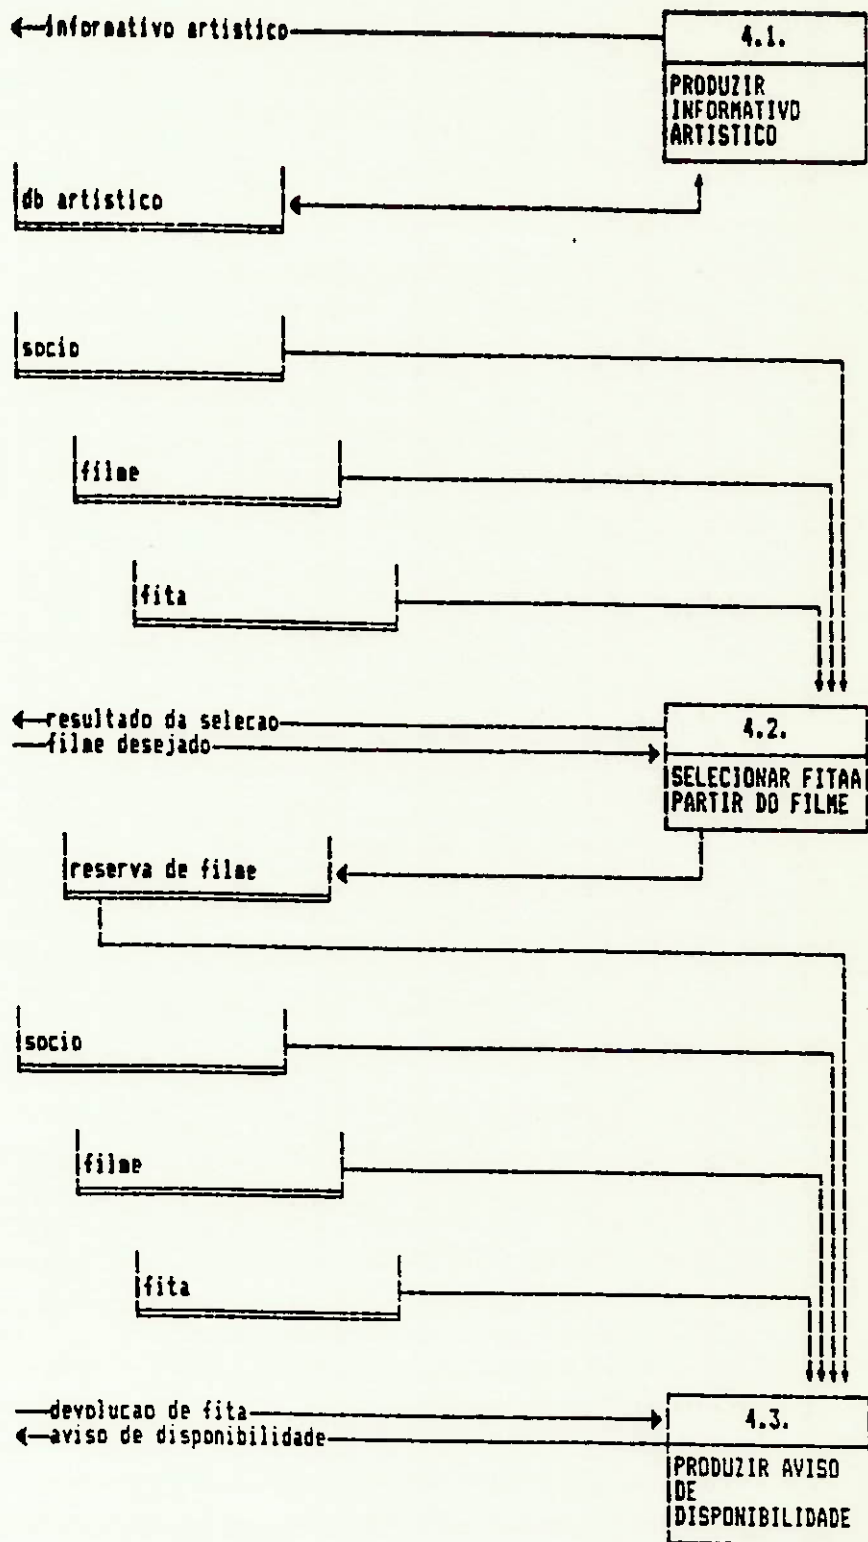 informativo artistico
4.1.
PRODUZIR
INFORMATIVO
ARTISTICO
db artistico
socio
filme
fita
resultado da selecao
filme desejado
4.2.
SELECIONAR FITAA
PARTIR DO FILME
reserva de filme
socio
filme
fita
devolucao de fita
aviso de disponibilidade
4.3.
PRODUZIR AVISO
DE
DISPONIBILIDADE